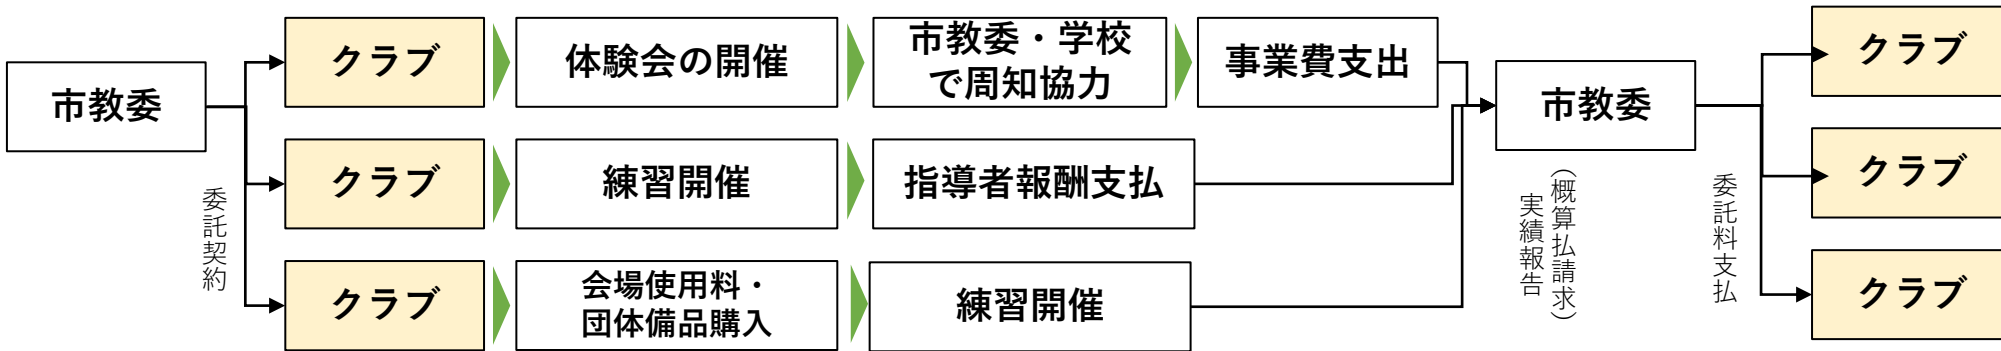 市教委
委託契約
クラブ
体験会の開催
市教委・学校
で周知協力
事業費支出
クラブ
練習開催
指導者報酬支払
クラブ
会場使用料・
団体備品購入
練習開催
市教委
(概算払請求)
実績報告
委託料支払
クラブ
クラブ
クラブ